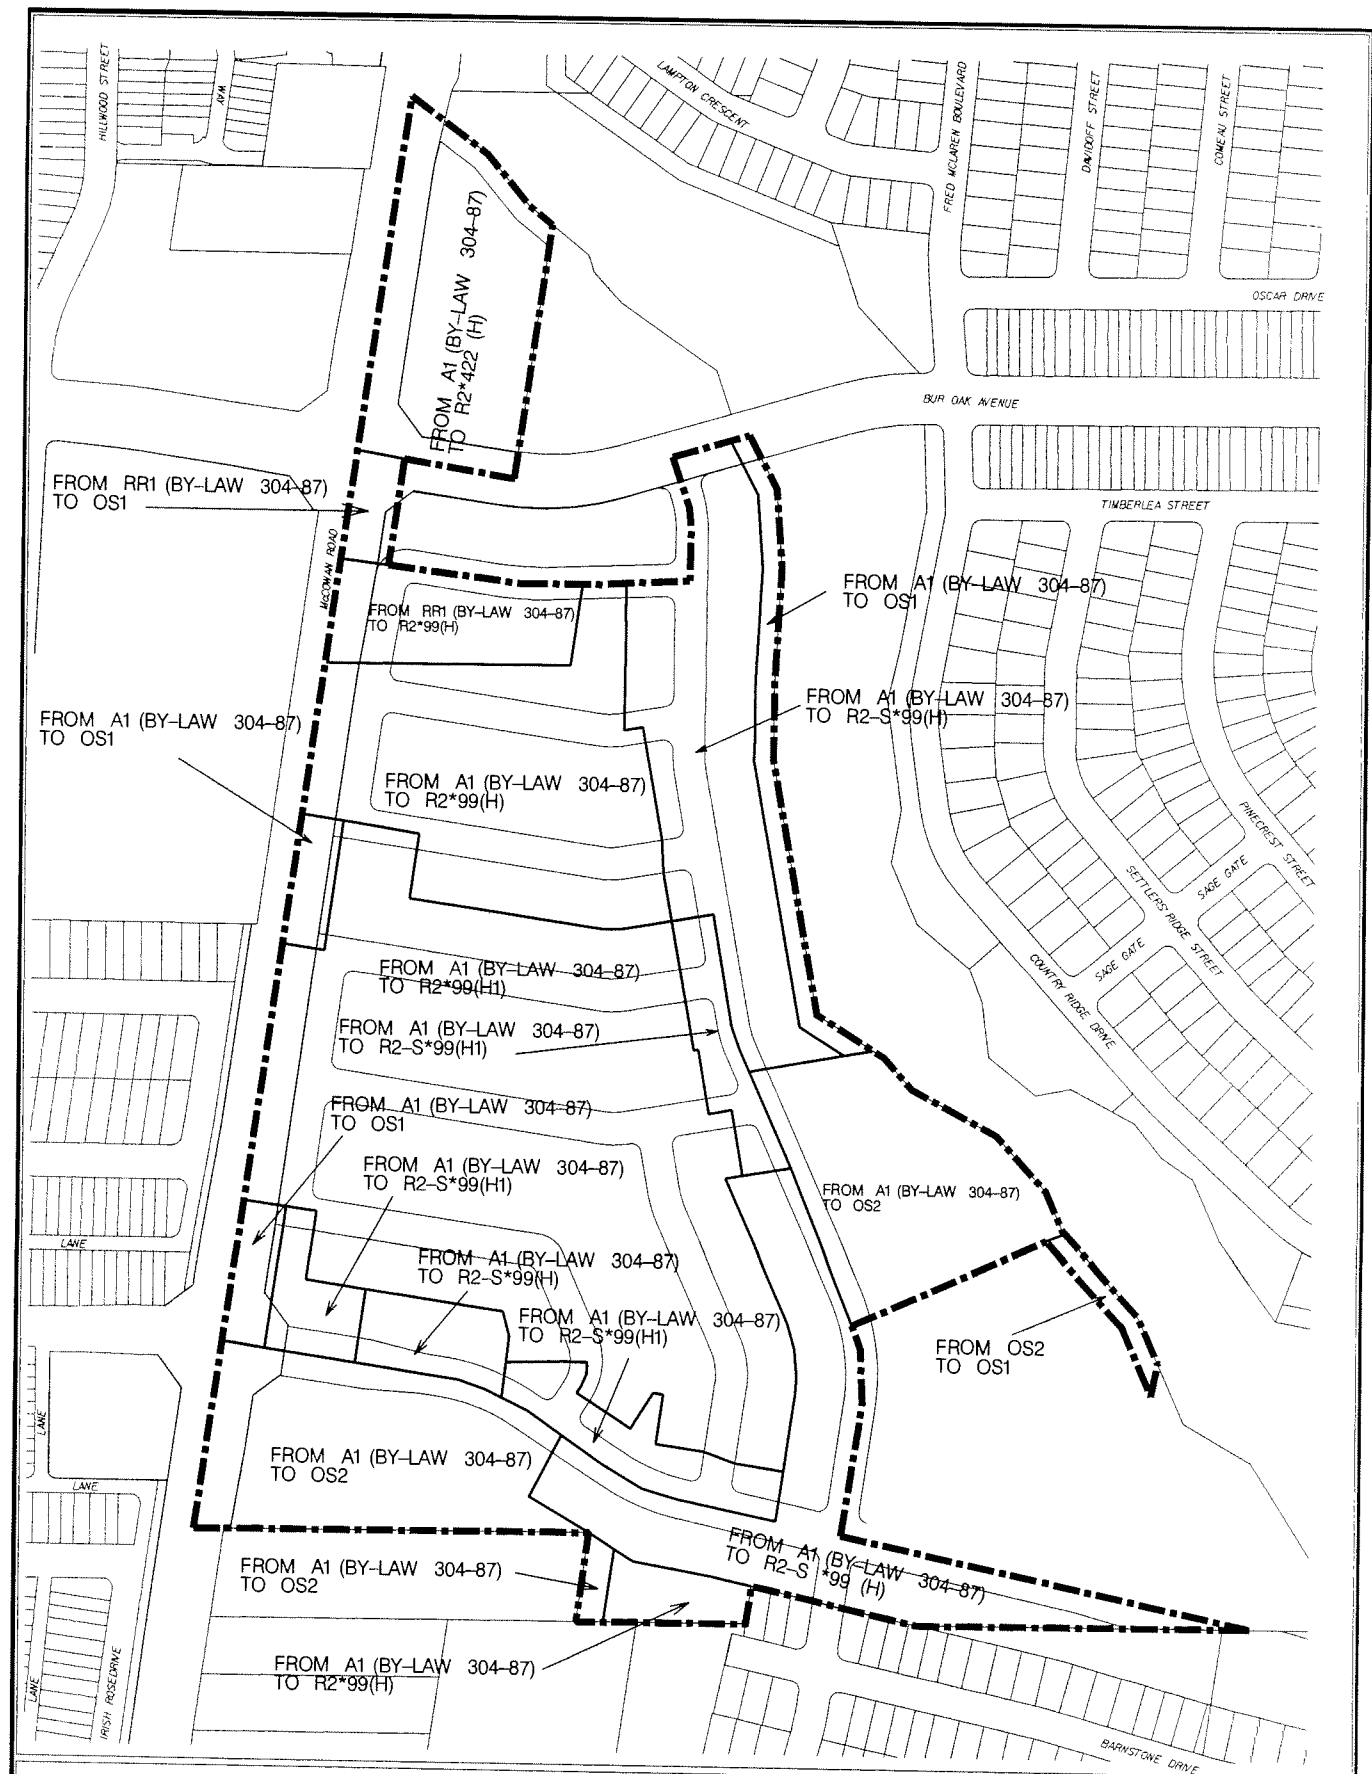 HILLWOOD STREET
WAY
LAMPTON CRESCENT
FRED McLAREN BOULEVARD
DAVIDOFF STREET
COMEAU STREET
OSCAR DRIVE
FROM A1 (BY-LAW 304-87)
TO R2*422 (H)
BUR OAK AVENUE
FROM RR1 (BY-LAW 304-87)
TO OS1
TIMBERLEA STREET
McCOWAN ROAD
FROM A1 (BY-LAW 304-87)
TO OS1
FROM RR1 (BY-LAW 304-87)
TO R2*99(H)
FROM A1 (BY-LAW 304-87)
TO R2-S*99(H)
FROM A1 (BY-LAW 304-87)
TO OS1
FROM A1 (BY-LAW 304-87)
TO R2*99(H)
PINECREST STREET
SAGE GATE
SETTLERS RIDGE STREET
SAGE GATE
COUNTRY RIDGE DRIVE
FROM A1 (BY-LAW 304-87)
TO R2*99(H1)
FROM A1 (BY-LAW 304-87)
TO R2-S*99(H1)
FROM A1 (BY-LAW 304-87)
TO OS1
FROM A1 (BY-LAW 304-87)
TO R2-S*99(H1)
FROM A1 (BY-LAW 304-87)
TO OS2
LANE
FROM A1 (BY-LAW 304-87)
TO R2-S*99(H)
FROM A1 (BY-LAW 304-87)
TO R2-S*99(H1)
FROM OS2
TO OS1
LANE
FROM A1 (BY-LAW 304-87)
TO OS2
LANE
FROM A1 (BY-LAW 304-87)
TO R2-S *99 (H)
FROM A1 (BY-LAW 304-87)
TO OS2
FROM A1 (BY-LAW 304-87)
TO R2*99(H)
LANE
IRISH ROSEDRIVE
BARNSTONE DRIVE